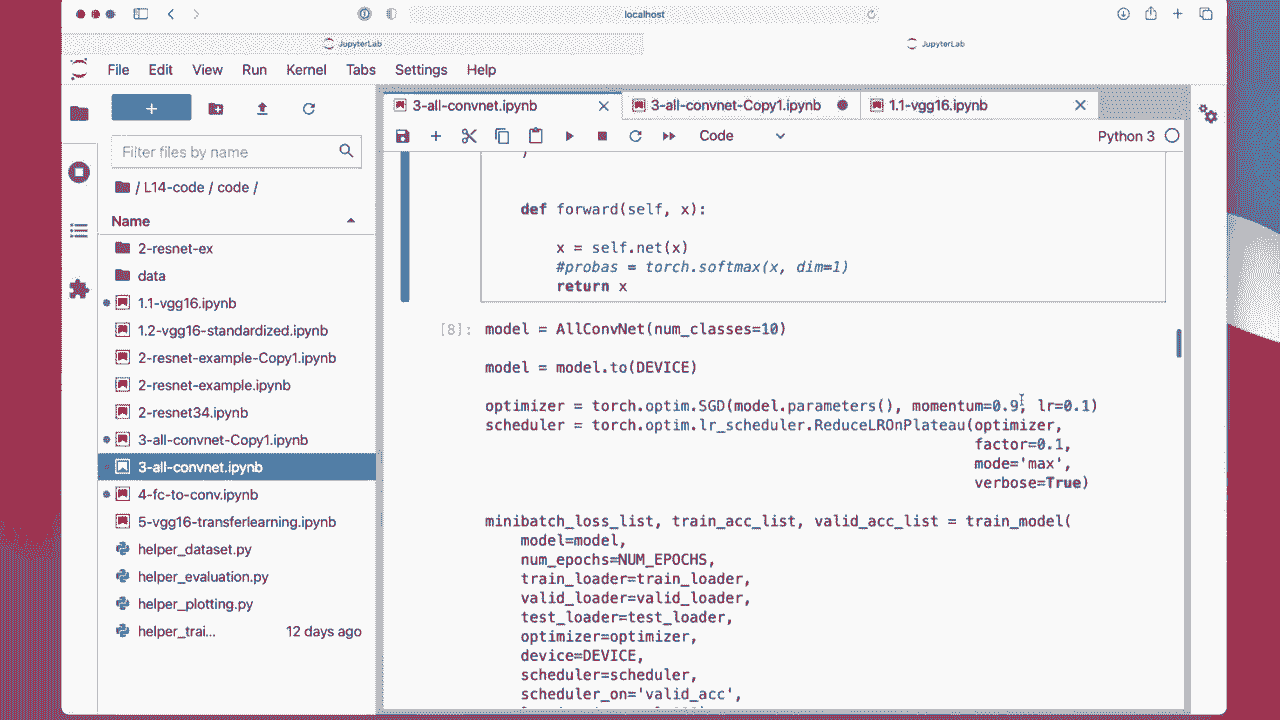 localhost
JupyterLab
JupyterLab
File Edit View Run Kernel Tabs Settings Help
3-all-convnet.ipynb
3-all-convnet-Copy1.ipynb
1.1-vgg16.ipynb
Code
Python 3
Filter files by name
/ L14-code / code /
Name
2-resnet-ex
data
1.1-vgg16.ipynb
1.2-vgg16-standardized.ipynb
2-resnet-example-Copy1.ipynb
2-resnet-example.ipynb
2-resnet34.ipynb
3-all-convnet-Copy1.ipynb
3-all-convnet.ipynb
4-fc-to-conv.ipynb
5-vgg16-transferlearning.ipynb
helper_dataset.py
helper_evaluation.py
helper_plotting.py
helper_trai... 12 days ago
)
def forward(self, x):
x = self.net(x)
#probas = torch.softmax(x, dim=1)
return x
[8]: model = AllConvNet(num_classes=10)
model = model.to(DEVICE)
optimizer = torch.optim.SGD(model.parameters(), momentum=0.9, lr=0.1)
scheduler = torch.optim.lr_scheduler.ReduceLROnPlateau(optimizer,
factor=0.1,
mode='max',
verbose=True)
minibatch_loss_list, train_acc_list, valid_acc_list = train_model(
model=model,
num_epochs=NUM_EPOCHS,
train_loader=train_loader,
valid_loader=valid_loader,
test_loader=test_loader,
optimizer=optimizer,
device=DEVICE,
scheduler=scheduler,
scheduler_on='valid_acc',